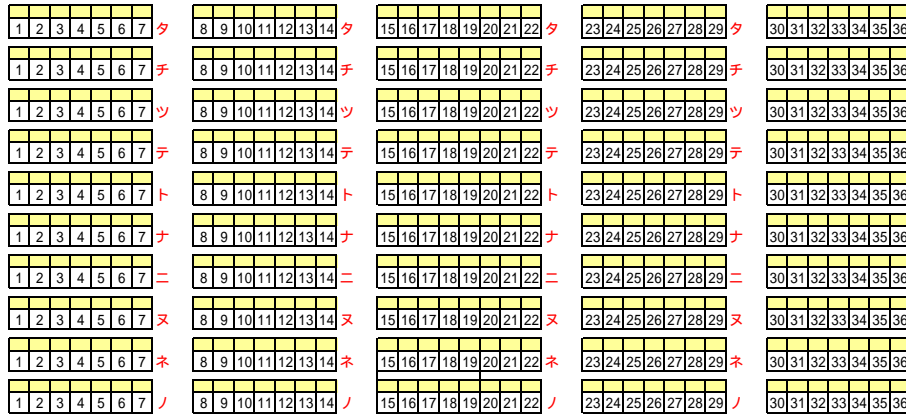 1 2 3 4 5 6 7 タ 8 9 10 11 12 13 14 タ 15 16 17 18 19 20 21 22 タ 23 24 25 26 27 28 29 タ 30 31 32 33 34 35 36
1 2 3 4 5 6 7 チ 8 9 10 11 12 13 14 チ 15 16 17 18 19 20 21 22 チ 23 24 25 26 27 28 29 チ 30 31 32 33 34 35 36
1 2 3 4 5 6 7 ツ 8 9 10 11 12 13 14 ツ 15 16 17 18 19 20 21 22 ツ 23 24 25 26 27 28 29 ツ 30 31 32 33 34 35 36
1 2 3 4 5 6 7 テ 8 9 10 11 12 13 14 テ 15 16 17 18 19 20 21 22 テ 23 24 25 26 27 28 29 テ 30 31 32 33 34 35 36
1 2 3 4 5 6 7 ト 8 9 10 11 12 13 14 ト 15 16 17 18 19 20 21 22 ト 23 24 25 26 27 28 29 ト 30 31 32 33 34 35 36
1 2 3 4 5 6 7 ナ 8 9 10 11 12 13 14 ナ 15 16 17 18 19 20 21 22 ナ 23 24 25 26 27 28 29 ナ 30 31 32 33 34 35 36
1 2 3 4 5 6 7 ニ 8 9 10 11 12 13 14 ニ 15 16 17 18 19 20 21 22 ニ 23 24 25 26 27 28 29 ニ 30 31 32 33 34 35 36
1 2 3 4 5 6 7 ヌ 8 9 10 11 12 13 14 ヌ 15 16 17 18 19 20 21 22 ヌ 23 24 25 26 27 28 29 ヌ 30 31 32 33 34 35 36
1 2 3 4 5 6 7 ネ 8 9 10 11 12 13 14 ネ 15 16 17 18 19 20 21 22 ネ 23 24 25 26 27 28 29 ネ 30 31 32 33 34 35 36
1 2 3 4 5 6 7 ノ 8 9 10 11 12 13 14 ノ 15 16 17 18 19 20 21 22 ノ 23 24 25 26 27 28 29 ノ 30 31 32 33 34 35 36